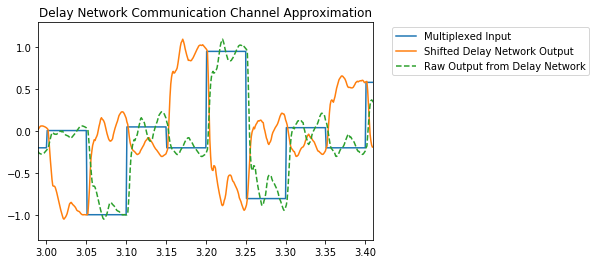 Delay Network Communication Channel Approximation
Multiplexed Input
Shifted Delay Network Output
Raw Output from Delay Network
1.0
0.5
0.0
−0.5
−1.0
3.00 3.05 3.10 3.15 3.20 3.25 3.30 3.35 3.40